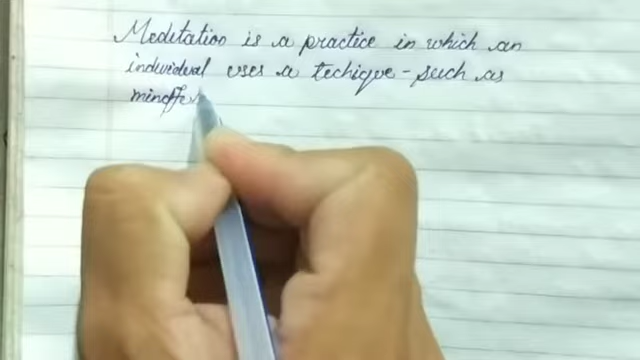 Meditation is a practice in which an
individual uses a techique - such as